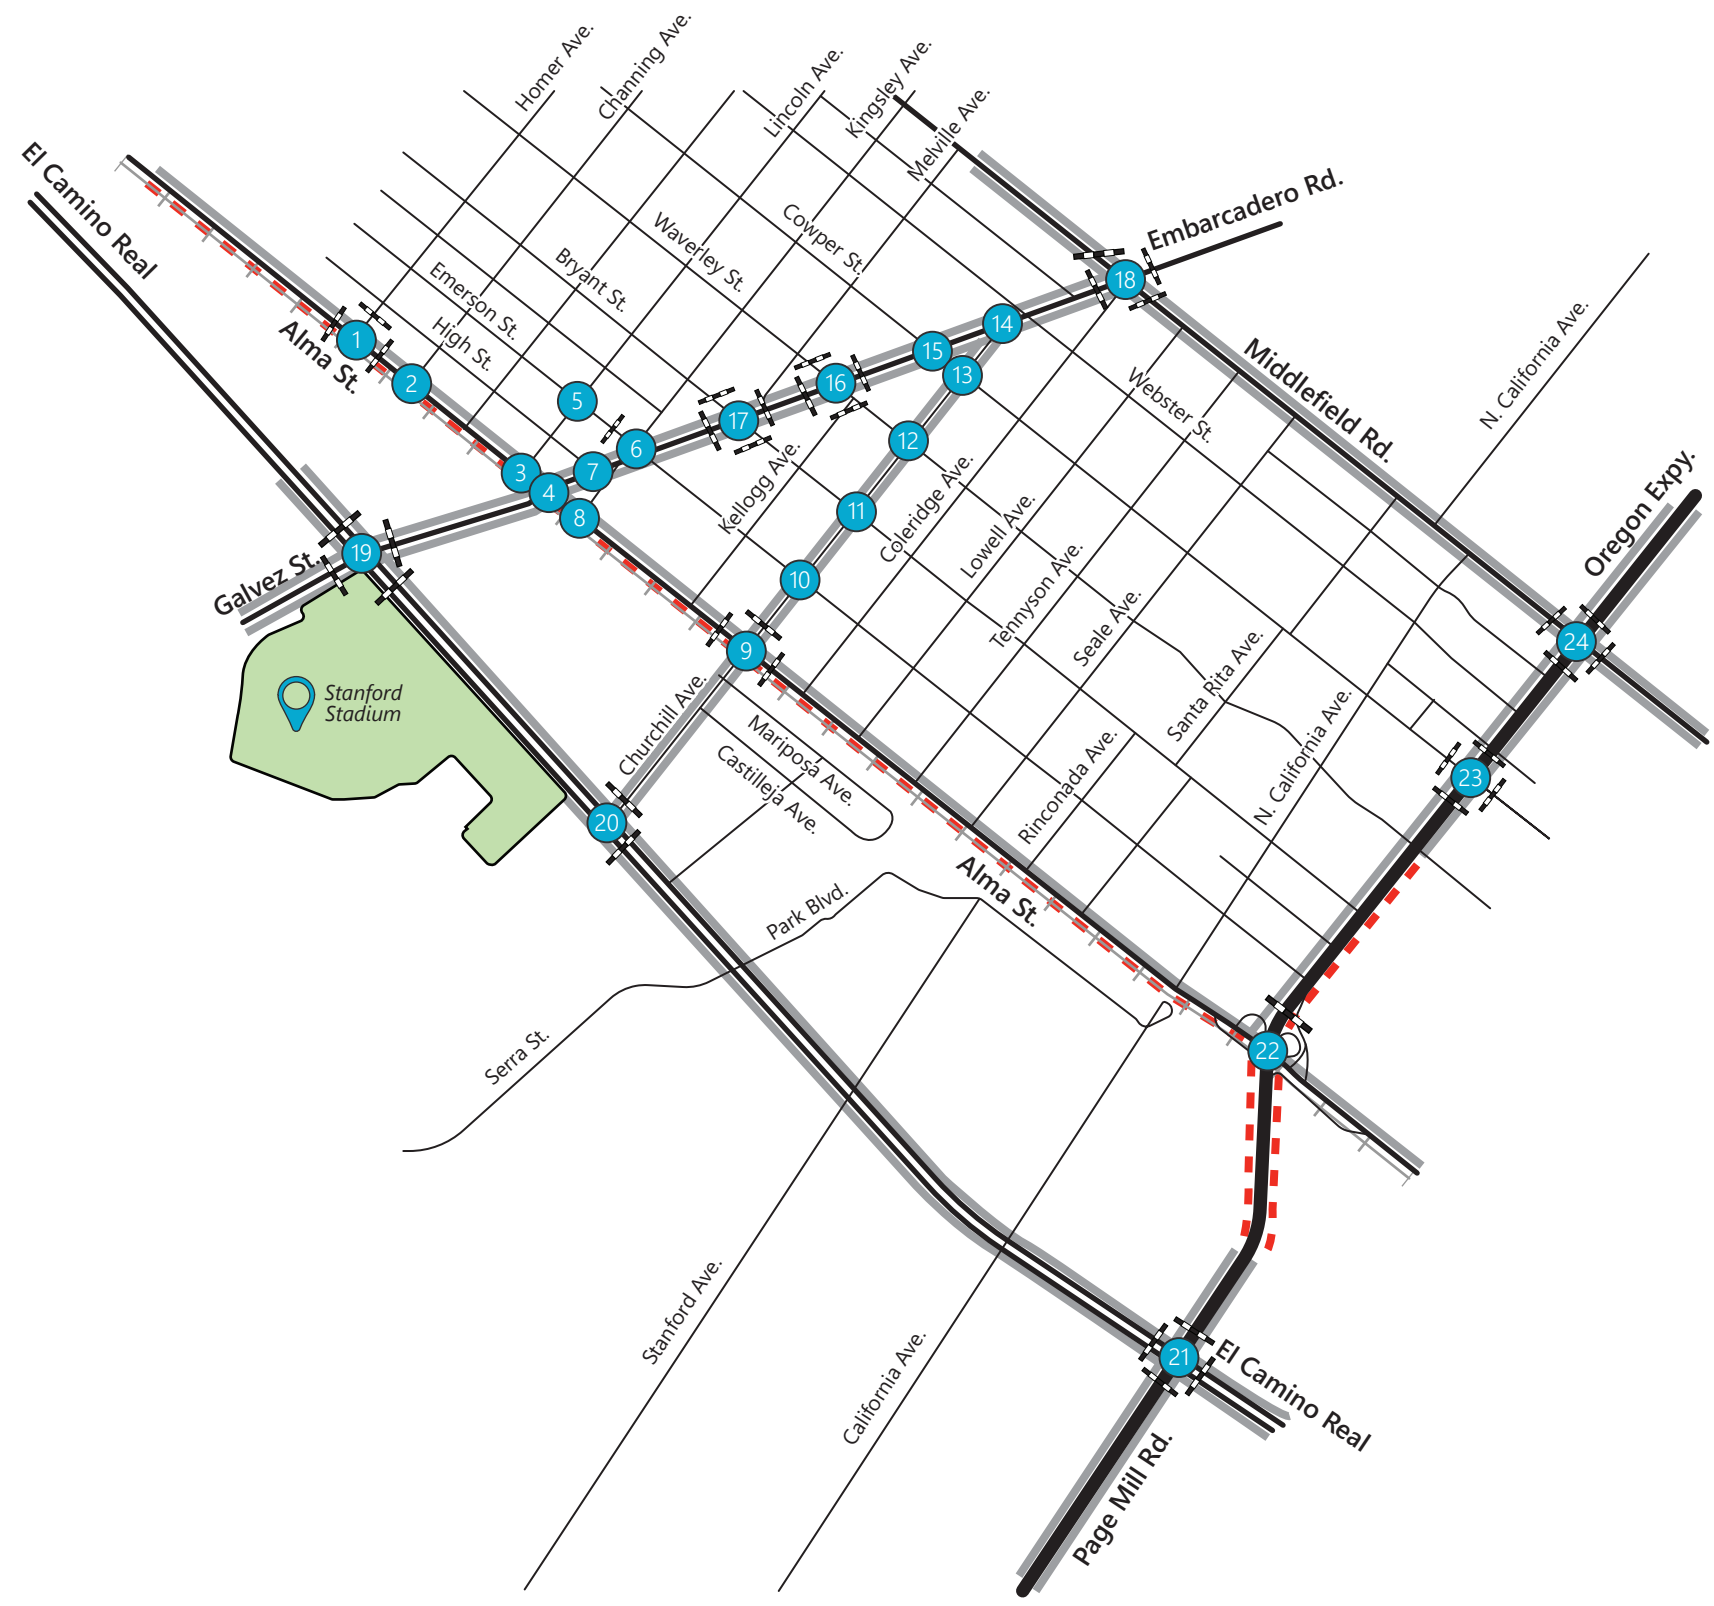 Homer Ave.
Channing Ave.
Lincoln Ave.
Kingsley Ave.
Melville Ave.
El Camino Real
Embarcadero Rd.
Waverley St.
Cowper St.
Bryant St.
Emerson St.
High St.
Alma St.
1
2
3
4
5
6
7
8
9
10
11
12
13
14
15
16
17
18
19
20
21
22
23
24
Middlefield Rd.
Webster St.
N. California Ave.
Oregon Expy.
Kellogg Ave.
Coleridge Ave.
Lowell Ave.
Tennyson Ave.
Seale Ave.
Santa Rita Ave.
N. California Ave.
Rinconada Ave.
Galvez St.
Stanford
Stadium
Churchill Ave.
Mariposa Ave.
Castilleja Ave.
Alma St.
Park Blvd.
Serra St.
Stanford Ave.
California Ave.
El Camino Real
Page Mill Rd.